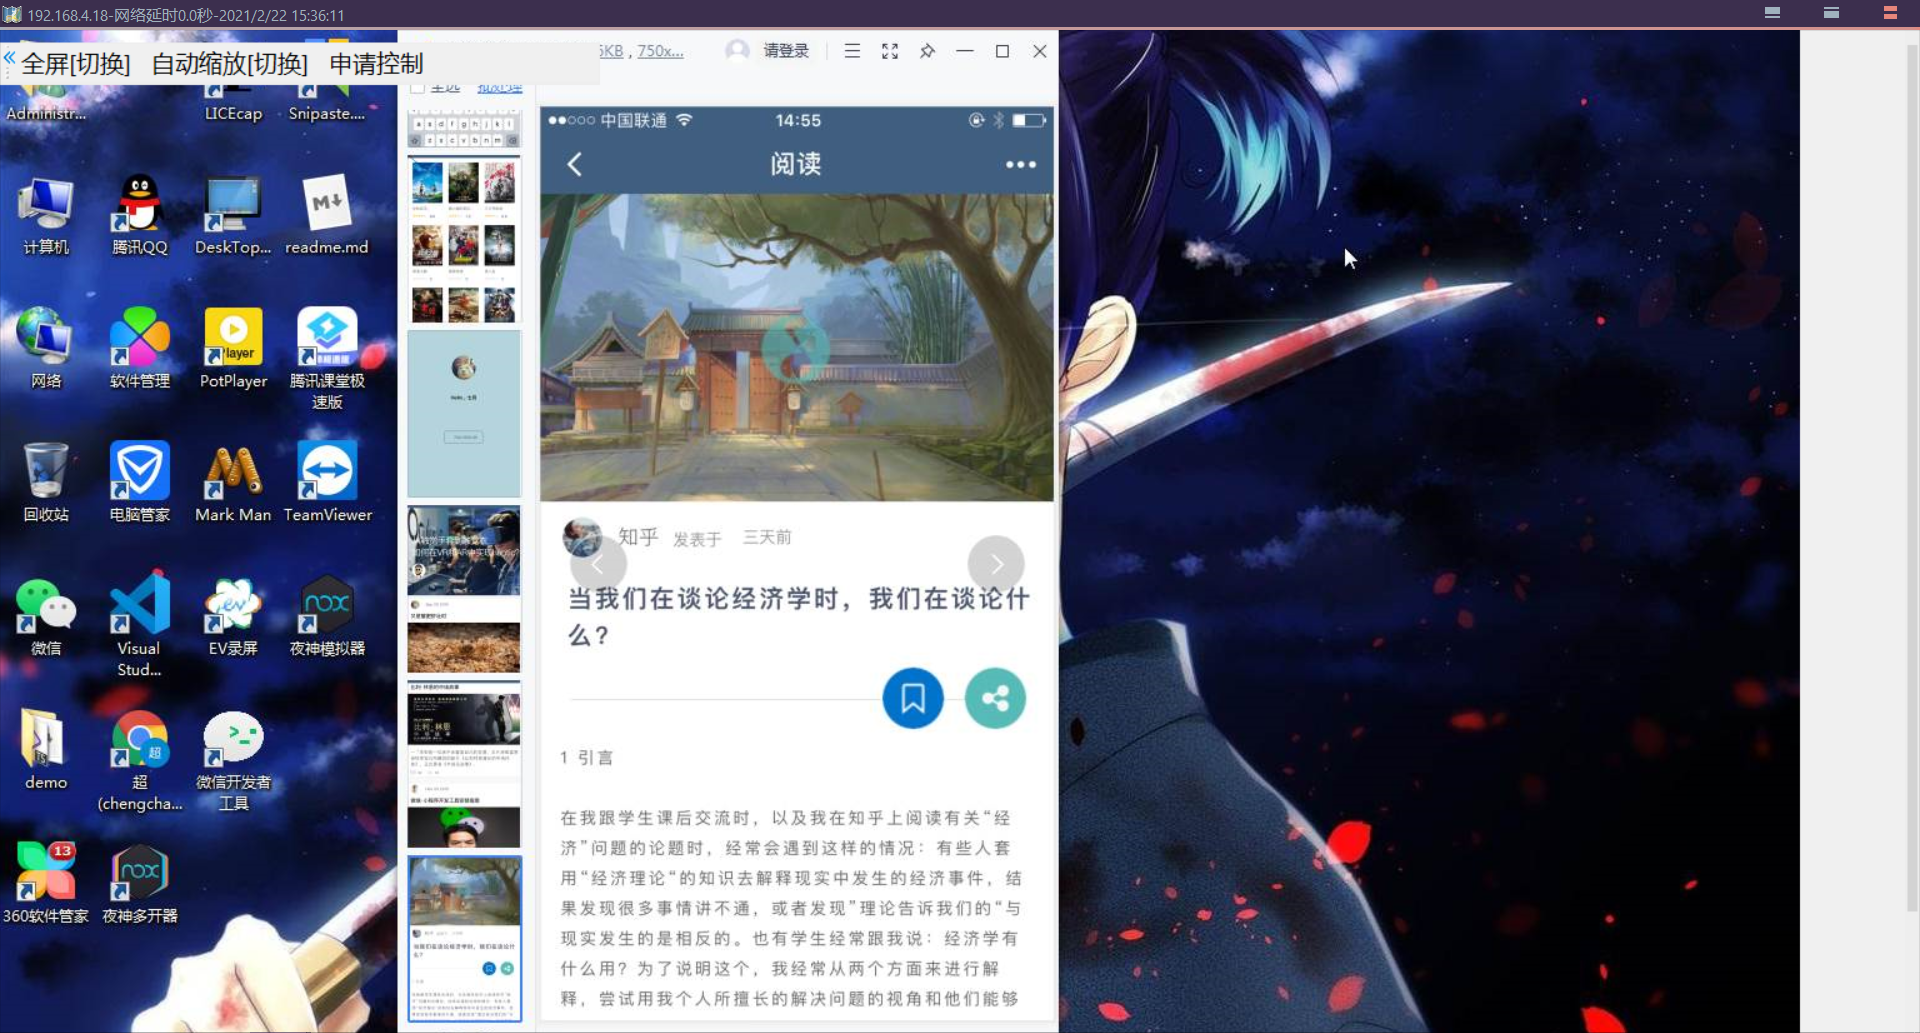 192.168.4.18-网络延时0.0秒-2021/2/22 15:36:11
全屏[切换] 自动缩放[切换] 申请控制
KB , 750x...
请登录
全选 批处理
Administr...
LICEcap
Snipaste....
计算机
腾讯QQ
DeskTop...
readme.md
网络
软件管理
PotPlayer
腾讯课堂极
速版
回收站
电脑管家
Mark Man
TeamViewer
微信
Visual
Stud...
EV录屏
夜神模拟器
demo
超
(chengcha...
微信开发者
工具
13
360软件管家
夜神多开器
中国联通
14:55
阅读
知乎 发表于 三天前
当我们在谈论经济学时，我们在谈论什
么？
1 引言
在我跟学生课后交流时，以及我在知乎上阅读有关“经
济”问题的论题时，经常会遇到这样的情况：有些人套
用“经济理论“的知识去解释现实中发生的经济事件，结
果发现很多事情讲不通，或者发现”理论告诉我们的“与
现实发生的是相反的。也有学生经常跟我说：经济学有
什么用？为了说明这个，我经常从两个方面来进行解
释，尝试用我个人所擅长的解决问题的视角和他们能够